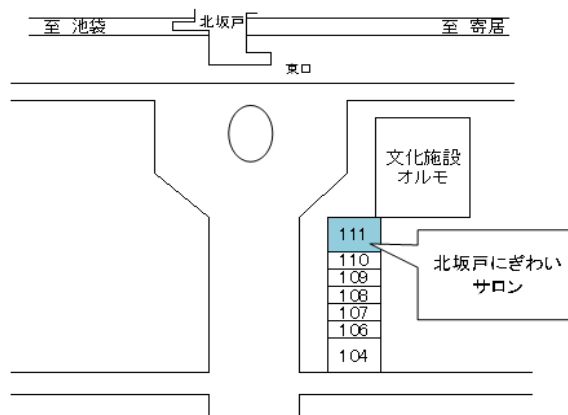 至 池袋
北坂戸
至 寄居
東口
文化施設
オルモ
111
110
109
108
107
106
104
北坂戸にぎわい
サロン